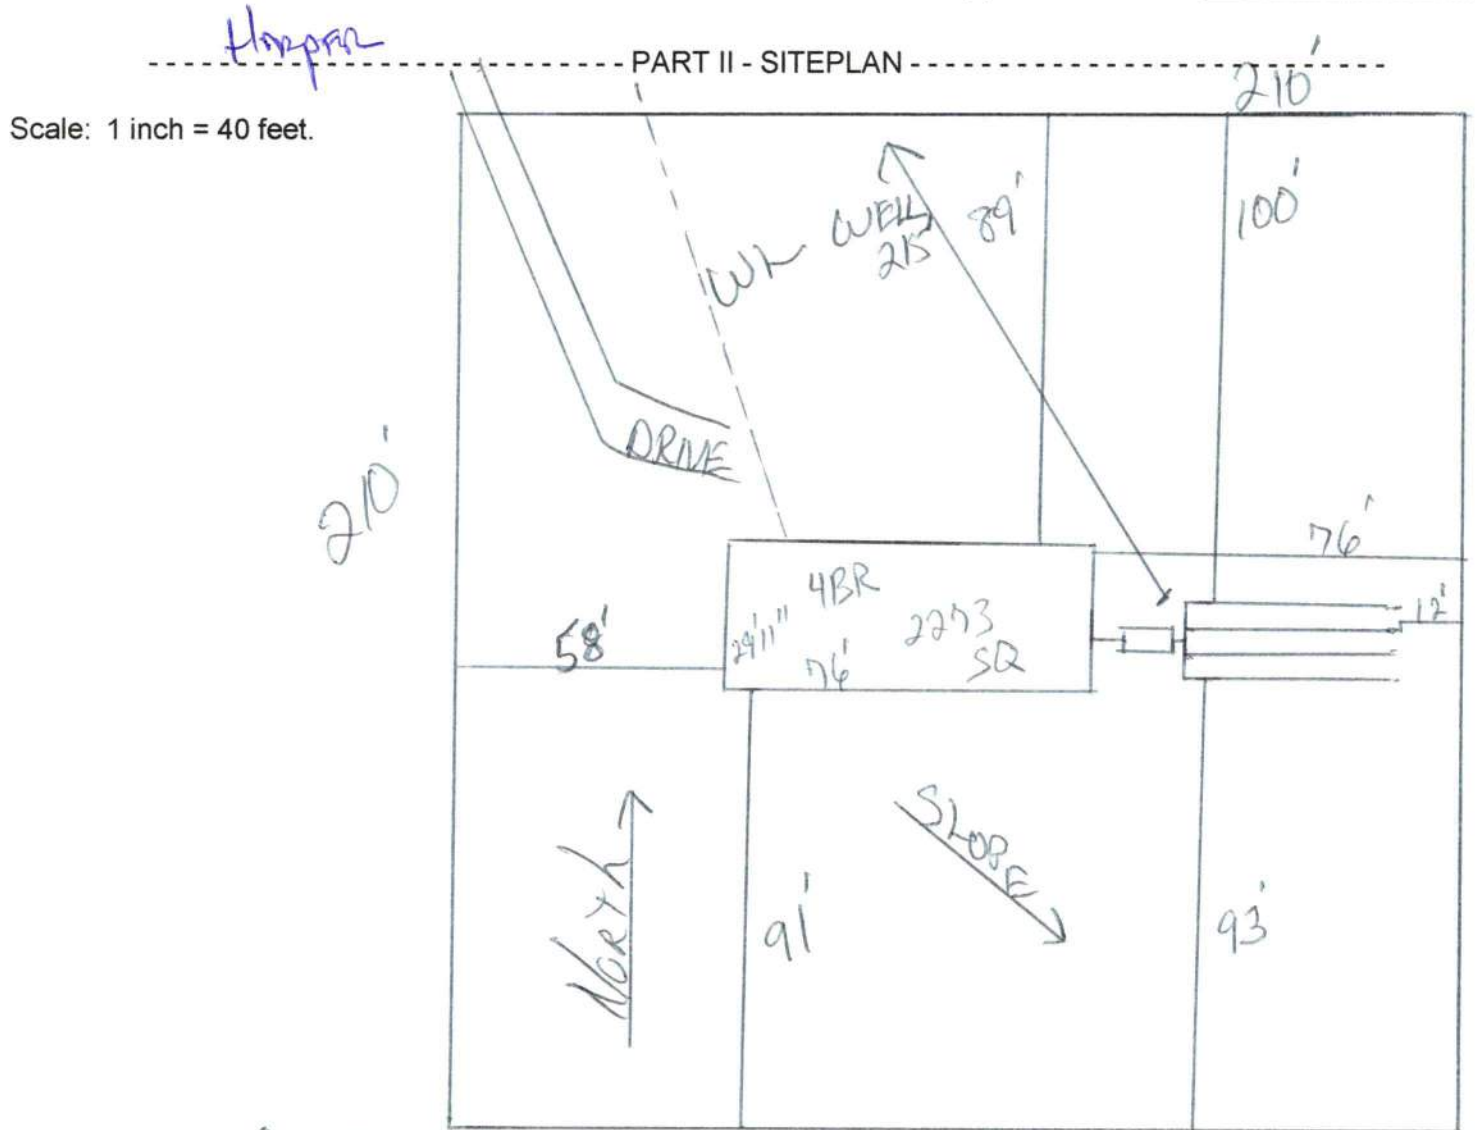 Harper
PART II - SITEPLAN
210'
Scale: 1 inch = 40 feet.
WL
WELL
215
89'
100'
DRIVE
210'
76'
4BR
29'11"
76'
2273
SQ
58'
12'
SLOPE
NORTH
91'
93'